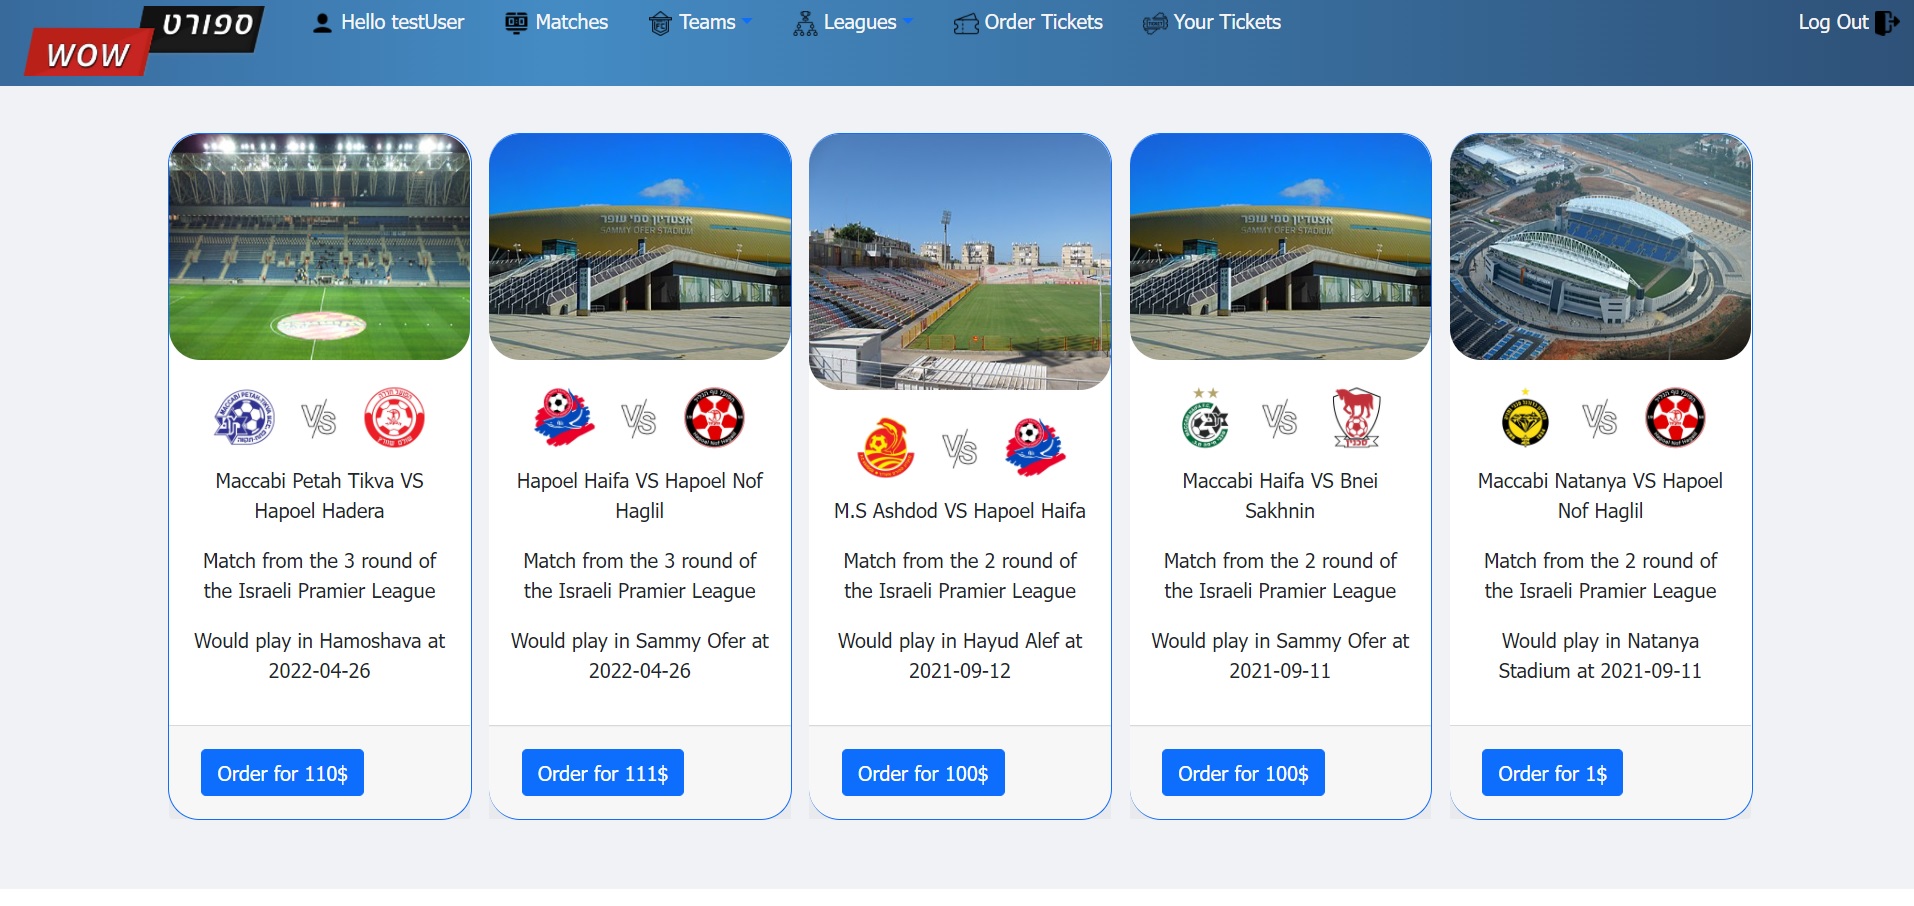 ספורט
wow
Hello testUser
Matches
Teams
Leagues
Order Tickets
Your Tickets
Log Out
אצטדיון סמי עופר
SAMMY OFER STADIUM
אצטדיון סמי עופר
SAMMY OFER STADIUM
VS
VS
VS
VS
VS
Maccabi Petah Tikva VS
Hapoel Hadera
Match from the 3 round of
the Israeli Pramier League
Would play in Hamoshava at
2022-04-26
Order for 110$
Hapoel Haifa VS Hapoel Nof
Haglil
Match from the 3 round of
the Israeli Pramier League
Would play in Sammy Ofer at
2022-04-26
Order for 111$
M.S Ashdod VS Hapoel Haifa
Match from the 2 round of
the Israeli Pramier League
Would play in Hayud Alef at
2021-09-12
Order for 100$
Maccabi Haifa VS Bnei
Sakhnin
Match from the 2 round of
the Israeli Pramier League
Would play in Sammy Ofer at
2021-09-11
Order for 100$
Maccabi Natanya VS Hapoel
Nof Haglil
Match from the 2 round of
the Israeli Pramier League
Would play in Natanya
Stadium at 2021-09-11
Order for 1$